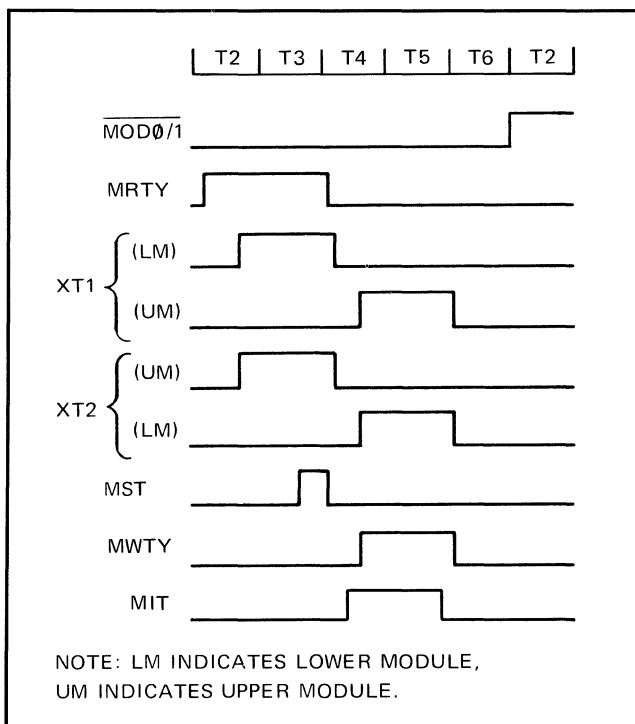 T2 T3 T4 T5 T6 T2
MODØ/1
MRTY
(LM)
XT1
(UM)
(UM)
XT2
(LM)
MST
MWTY
MIT
NOTE: LM INDICATES LOWER MODULE,
UM INDICATES UPPER MODULE.